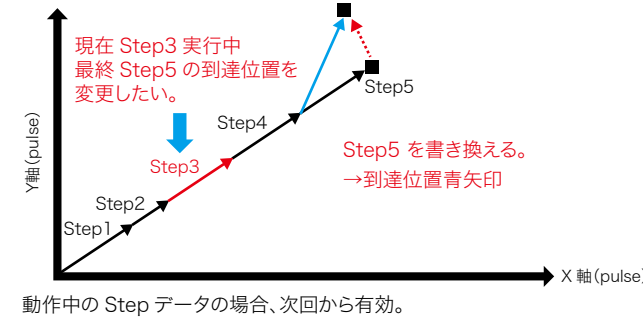 現在 Step3 実行中
最終 Step5 の到達位置を
変更したい。
Step5
Step4
Step3
Step2
Step1
Step5 を書き換える。
→到達位置青矢印
Y軸(pulse)
X 軸(pulse)
動作中の Step データの場合、次回から有効。